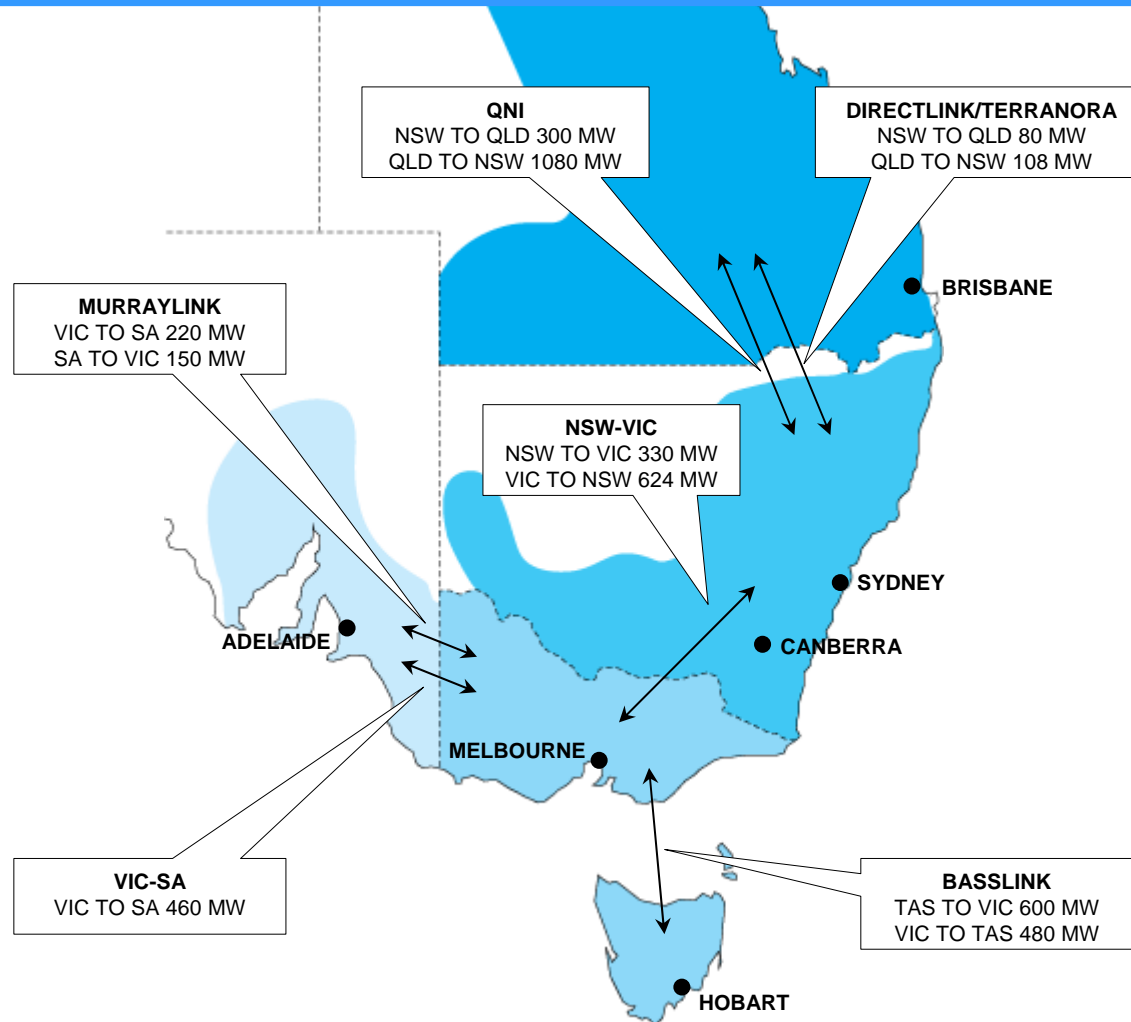 QNI
NSW TO QLD 300 MW
QLD TO NSW 1080 MW
DIRECTLINK/TERRANORA
NSW TO QLD 80 MW
QLD TO NSW 108 MW
BRISBANE
MURRAYLINK
VIC TO SA 220 MW
SA TO VIC 150 MW
NSW-VIC
NSW TO VIC 330 MW
VIC TO NSW 624 MW
SYDNEY
ADELAIDE
CANBERRA
MELBOURNE
VIC-SA
VIC TO SA 460 MW
BASSLINK
TAS TO VIC 600 MW
VIC TO TAS 480 MW
HOBART